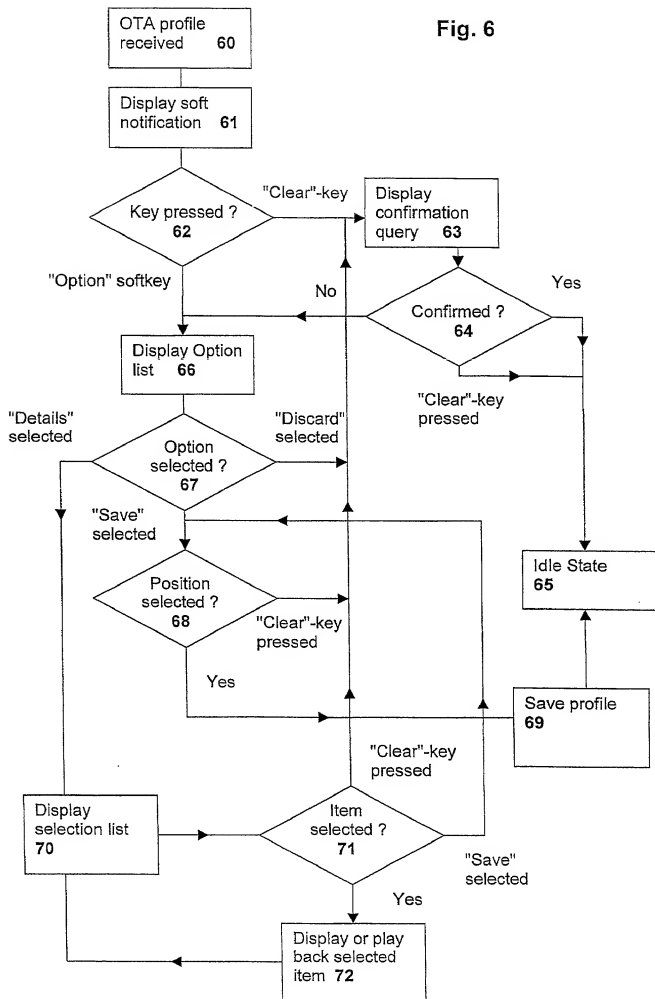 OTA profile
received 60
Fig. 6
Display soft
notification 61
Key pressed ?
62
"Clear"-key
Display
confirmation
query 63
"Option" softkey
No
Confirmed ?
64
Yes
Display Option
list 66
"Clear"-key
pressed
"Details"
selected
Option
selected ?
67
"Discard"
selected
"Save"
selected
Position
selected ?
68
"Clear"-key
pressed
Idle State
65
Yes
Save profile
69
"Clear"-key
pressed
Display
selection list
70
Item
selected ?
71
"Save"
selected
Yes
Display or play
back selected
item 72